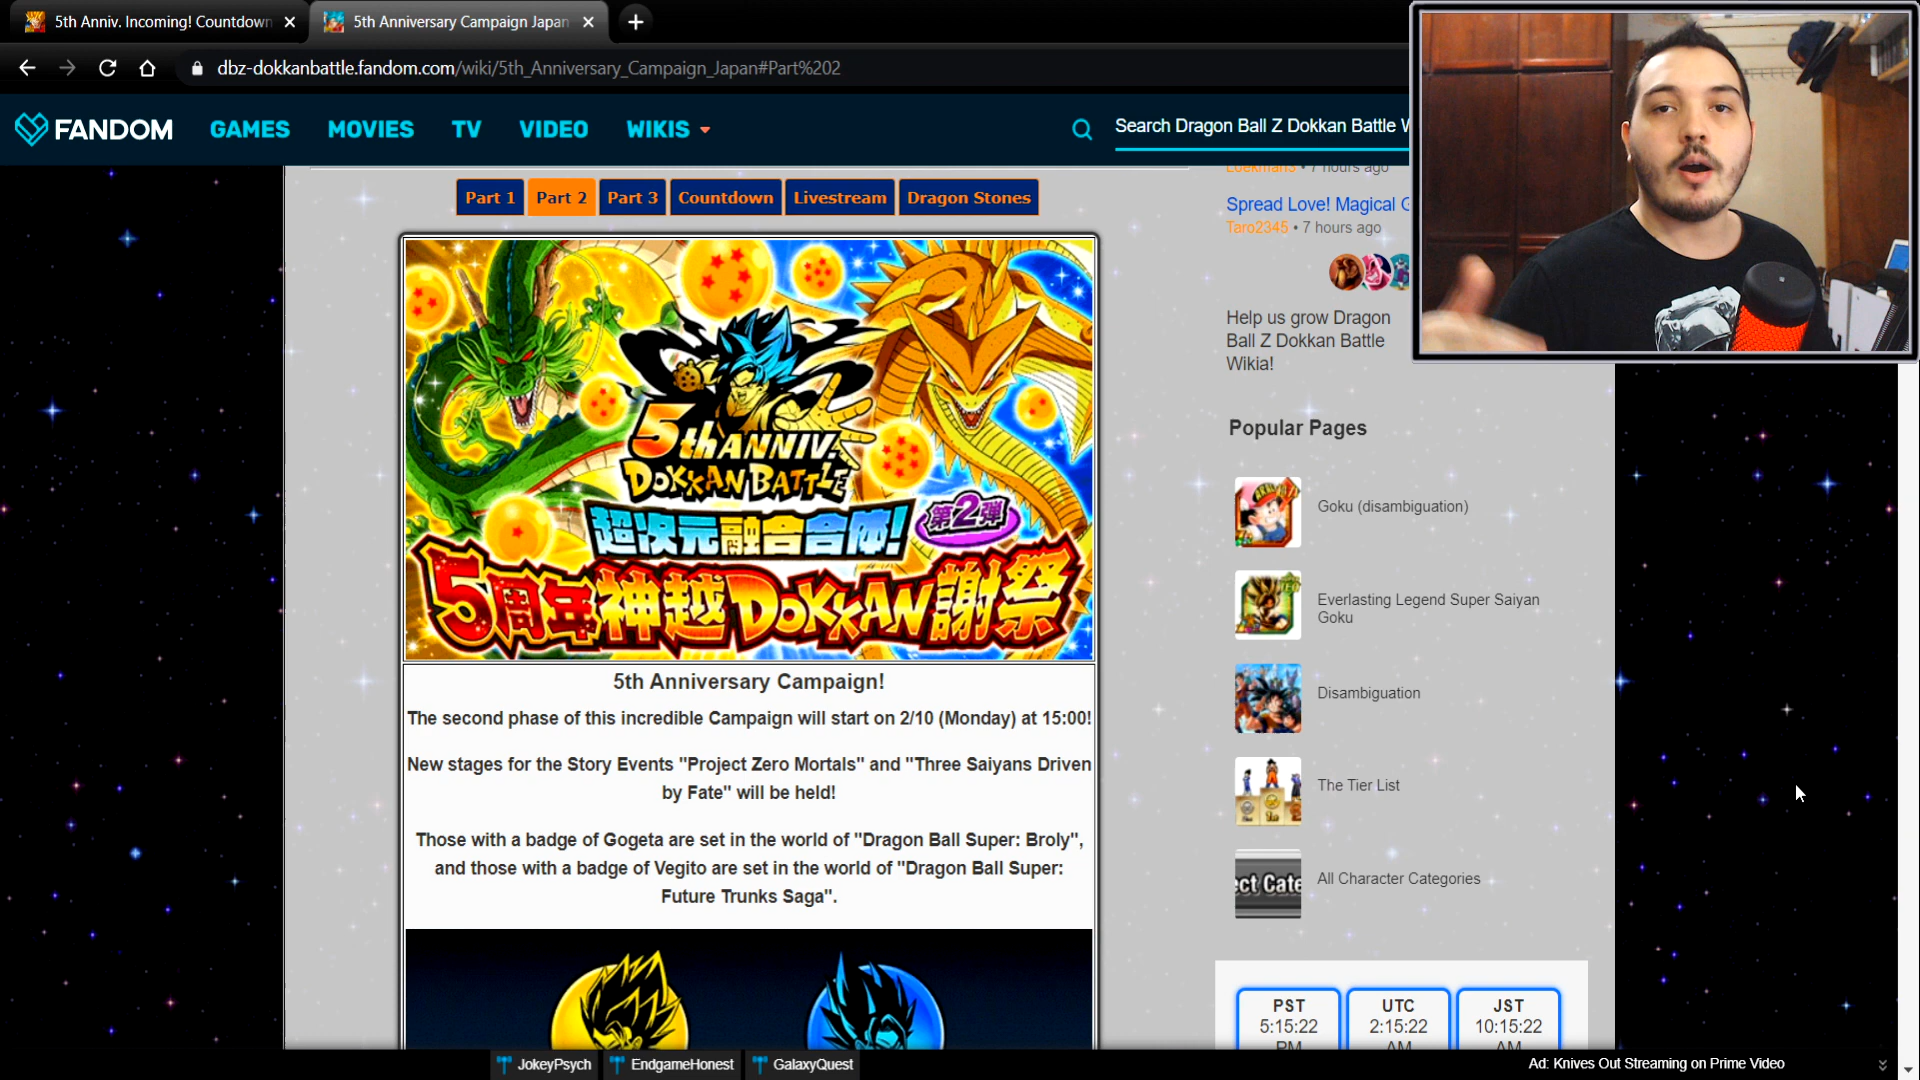 5th Anniv. Incoming! Countdown
5th Anniversary Campaign Japan
dbz-dokkanbattle.fandom.com/wiki/5th_Anniversary_Campaign_Japan#Part%202
FANDOM
GAMES
MOVIES
TV
VIDEO
WIKIS
Search Dragon Ball Z Dokkan Battle W
Part 1
Part 2
Part 3
Countdown
Livestream
Dragon Stones
Loekman3 • 7 hours ago
Spread Love! Magical G
Taro2345 • 7 hours ago
Help us grow Dragon
Ball Z Dokkan Battle
Wikia!
5th ANNIV.
DOKKAN BATTLE
超次元融合合体!
第2弾
5周年神越DOKKAN謝祭
5th Anniversary Campaign!
The second phase of this incredible Campaign will start on 2/10 (Monday) at 15:00!
New stages for the Story Events "Project Zero Mortals" and "Three Saiyans Driven
by Fate" will be held!
Those with a badge of Gogeta are set in the world of "Dragon Ball Super: Broly",
and those with a badge of Vegito are set in the world of "Dragon Ball Super:
Future Trunks Saga".
Popular Pages
Goku (disambiguation)
Everlasting Legend Super Saiyan
Goku
Disambiguation
The Tier List
ect Cate
All Character Categories
PST
5:15:22
PM
UTC
2:15:22
AM
JST
10:15:22
AM
JokeyPsych
EndgameHonest
GalaxyQuest
Ad: Knives Out Streaming on Prime Video